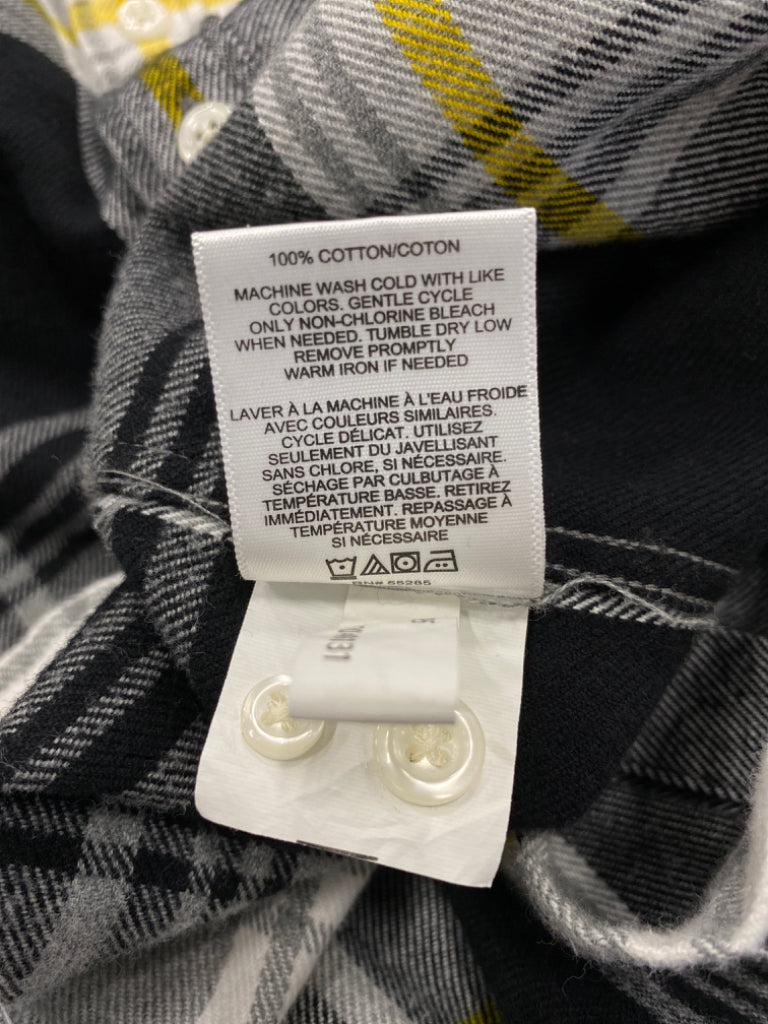 100% COTTON/COTON
MACHINE WASH COLD WITH LIKE
COLORS. GENTLE CYCLE
ONLY NON-CHLORINE BLEACH
WHEN NEEDED. TUMBLE DRY LOW
REMOVE PROMPTLY
WARM IRON IF NEEDED
LAVER À LA MACHINE À L'EAU FROIDE
AVEC COULEURS SIMILAIRES.
CYCLE DÉLICAT. UTILISEZ
SEULEMENT DU JAVELLISANT
SANS CHLORE, SI NÉCESSAIRE.
SÉCHAGE PAR CULBUTAGE À
TEMPÉRATURE BASSE. RETIREZ
IMMÉDIATEMENT. REPASSAGE À
TEMPÉRATURE MOYENNE
SI NÉCESSAIRE
RN# 55285